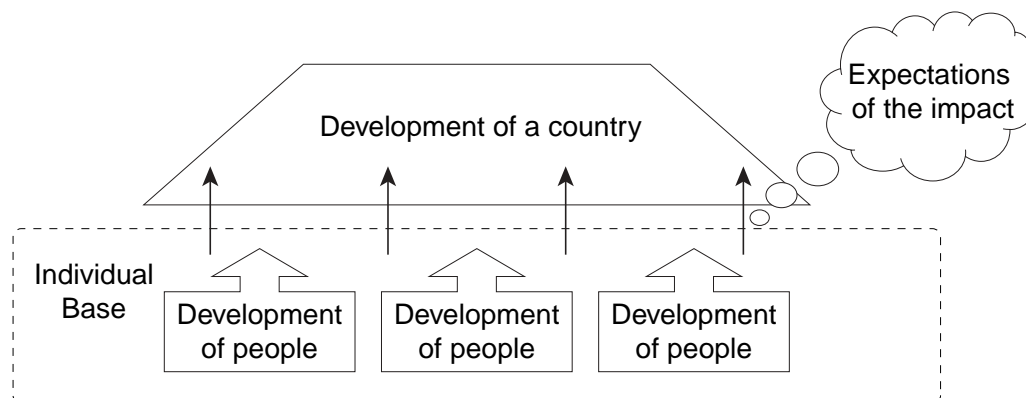 Expectations
of the impact
Development of a country
Individual
Base
Development
of people
Development
of people
Development
of people